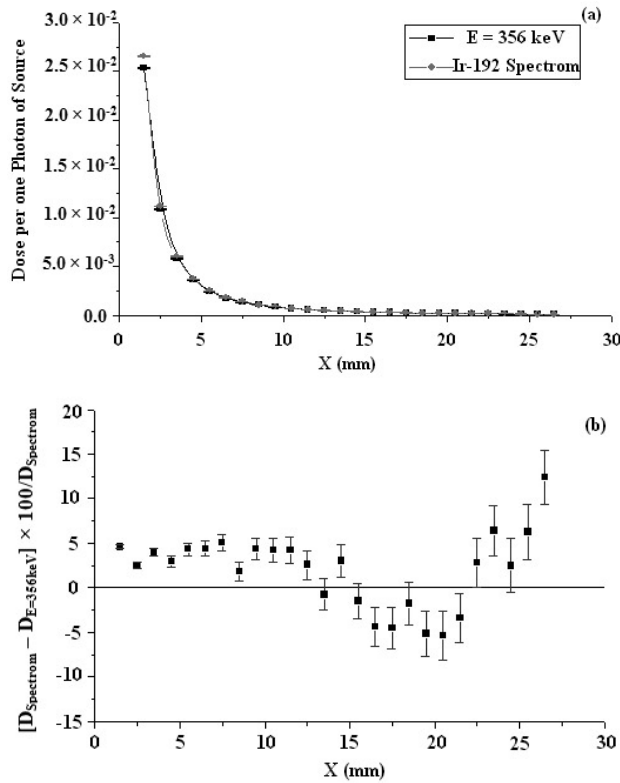 (a)
E = 356 keV
Ir-192 Spectrom
Dose per one Photon of Source
3.0 × 10⁻²
2.5 × 10⁻²
2.0 × 10⁻²
1.5 × 10⁻²
1.0 × 10⁻²
5.0 × 10⁻³
0.0
0 5 10 15 20 25 30
X (mm)
(b)
[D_Spectrom – D_E=356keV] × 100/D_Spectrom
20
15
10
5
0
-5
-10
-15
0 5 10 15 20 25 30
X (mm)